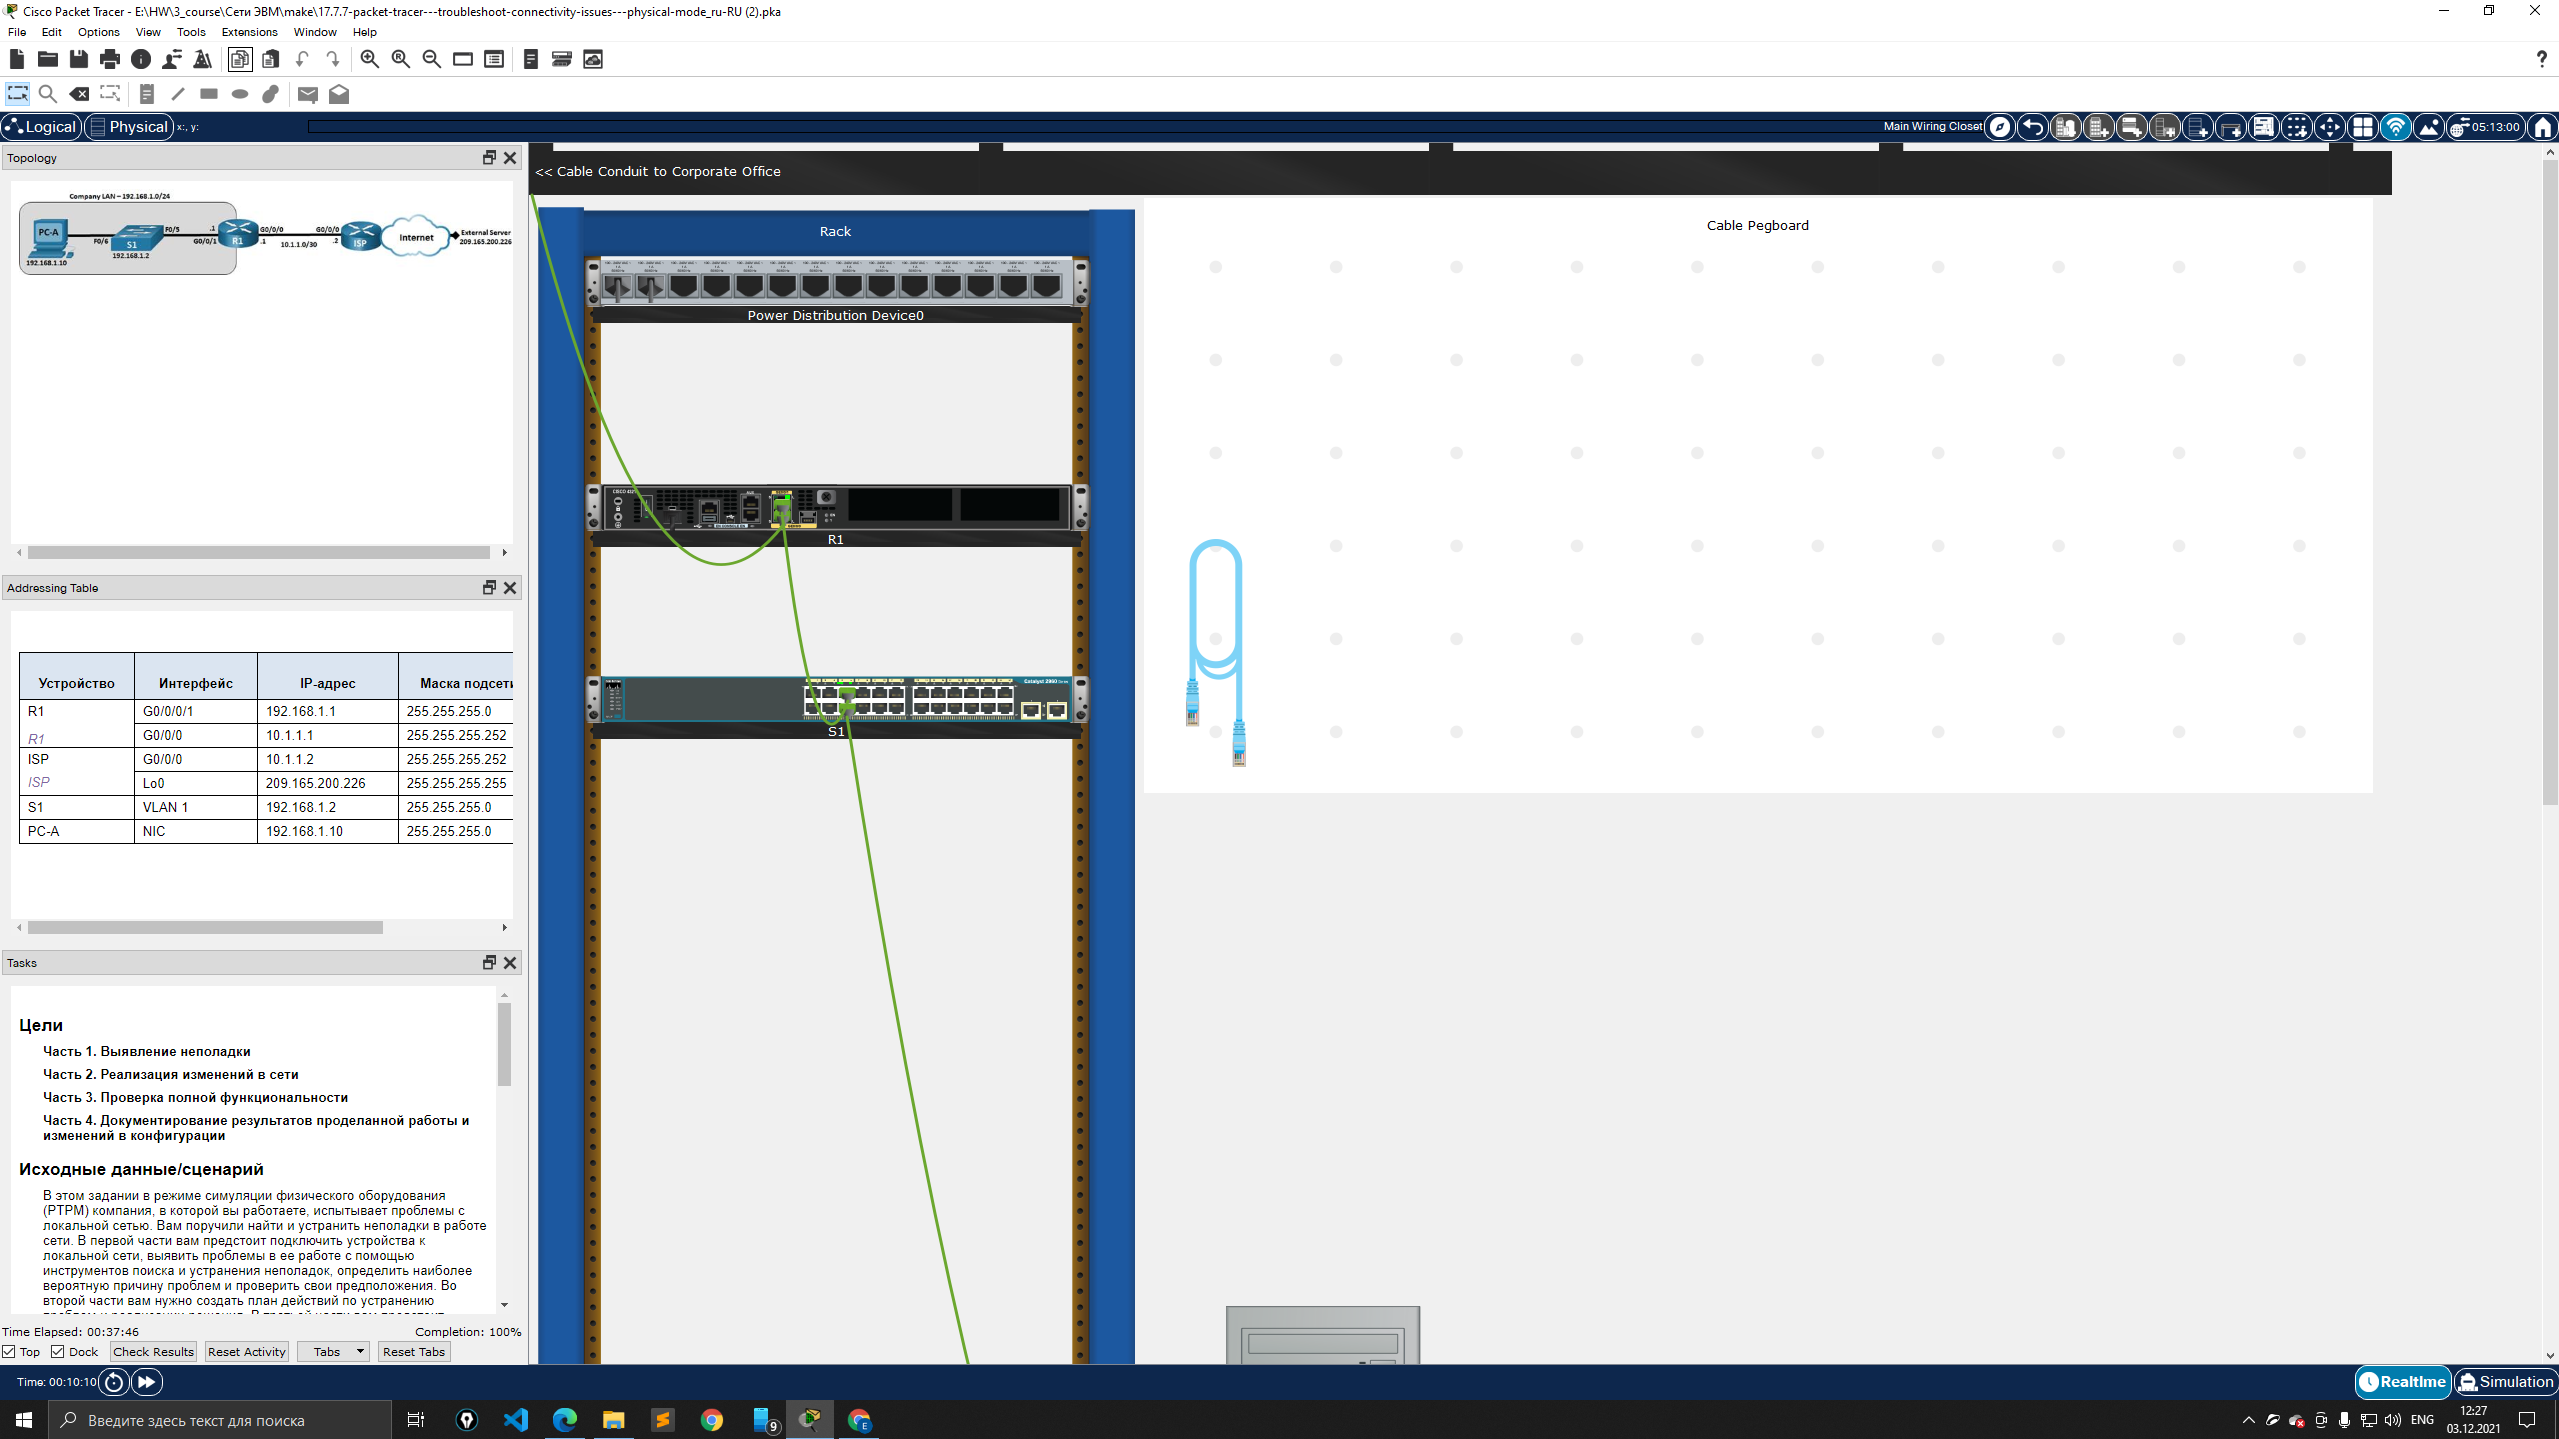 Cisco Packet Tracer - E:\HW\3_course\Сети ЭВМ\make\17.7.7-packet-tracer---troubleshoot-connectivity-issues---physical-mode_ru-RU (2).pka
File Edit Options View Tools Extensions Window Help
Logical Physical x:, y: Main Wiring Closet 05:13:00
Topology
Company LAN – 192.168.1.0/24
PC-A
F0/6
S1
F0/5
.1
G0/0/1
R1
G0/0/0
.1
10.1.1.0/30
G0/0/0
.2
ISP
Internet
External Server
209.165.200.226
192.168.1.2
192.168.1.10
Addressing Table
Устройство Интерфейс IP-адрес Маска подсети
R1 G0/0/0/1 192.168.1.1 255.255.255.0
R1 G0/0/0 10.1.1.1 255.255.255.252
ISP G0/0/0 10.1.1.2 255.255.255.252
ISP Lo0 209.165.200.226 255.255.255.255
S1 VLAN 1 192.168.1.2 255.255.255.0
PC-A NIC 192.168.1.10 255.255.255.0
Tasks
Цели
Часть 1. Выявление неполадки
Часть 2. Реализация изменений в сети
Часть 3. Проверка полной функциональности
Часть 4. Документирование результатов проделанной работы и
изменений в конфигурации
Исходные данные/сценарий
В этом задании в режиме симуляции физического оборудования
(PTPM) компания, в которой вы работаете, испытывает проблемы с
локальной сетью. Вам поручили найти и устранить неполадки в работе
сети. В первой части вам предстоит подключить устройства к
локальной сети, выявить проблемы в ее работе с помощью
инструментов поиска и устранения неполадок, определить наиболее
вероятную причину проблем и проверить свои предположения. Во
второй части вам нужно создать план действий по устранению
Time Elapsed: 00:37:46 Completion: 100%
Top Dock Check Results Reset Activity Tabs Reset Tabs
<< Cable Conduit to Corporate Office
Rack
Power Distribution Device0
R1
Catalyst 2960
S1
Cable Pegboard
Time: 00:10:10
Realtime Simulation
Введите здесь текст для поиска
9
ENG
12:27
03.12.2021